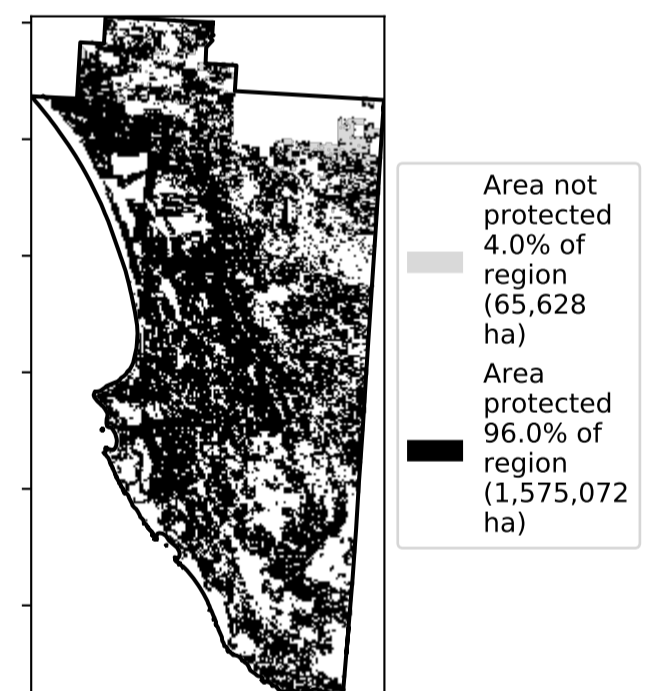 Area not
protected
4.0% of
region
(65,628
ha)
Area
protected
96.0% of
region
(1,575,072
ha)